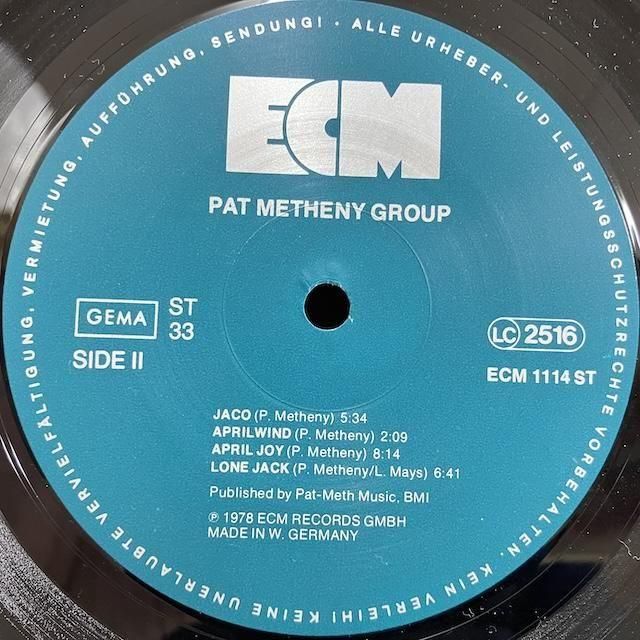 ECM
PAT METHENY GROUP
GEMA
ST
33
SIDE II
LC 2516
ECM 1114 ST
JACO (P. Metheny) 5:34
APRILWIND (P. Metheny) 2:09
APRIL JOY (P. Metheny) 8:14
LONE JACK (P. Metheny/L. Mays) 6:41
Published by Pat-Meth Music, BMI
℗ 1978 ECM RECORDS GMBH
MADE IN W. GERMANY
ALLE URHEBER- UND LEISTUNGSSCHUTZRECHTE VORBEHALTEN. KEIN VERLEIH! KEINE UNERLAUBTE VERVIELFÄLTIGUNG, VERMIETUNG, AUFFÜHRUNG, SENDUNG! ·